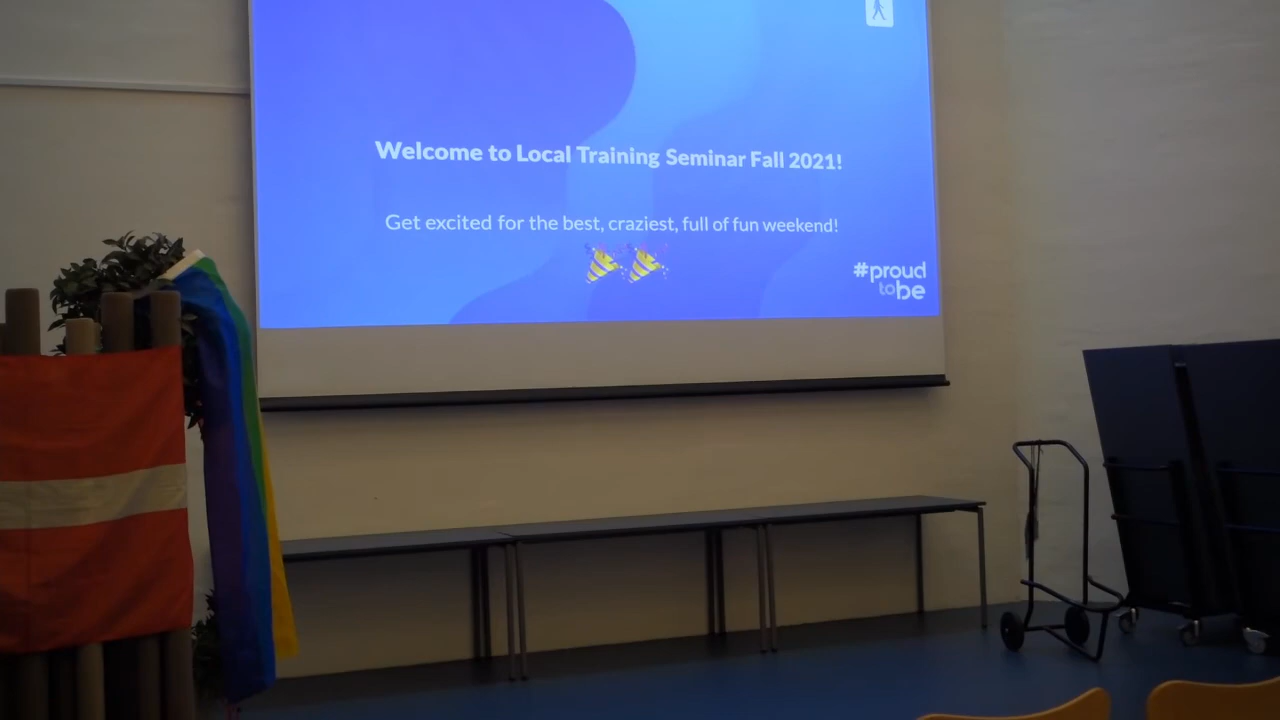 Welcome to Local Training Seminar Fall 2021!
Get excited for the best, craziest, full of fun weekend!
#proud
to be